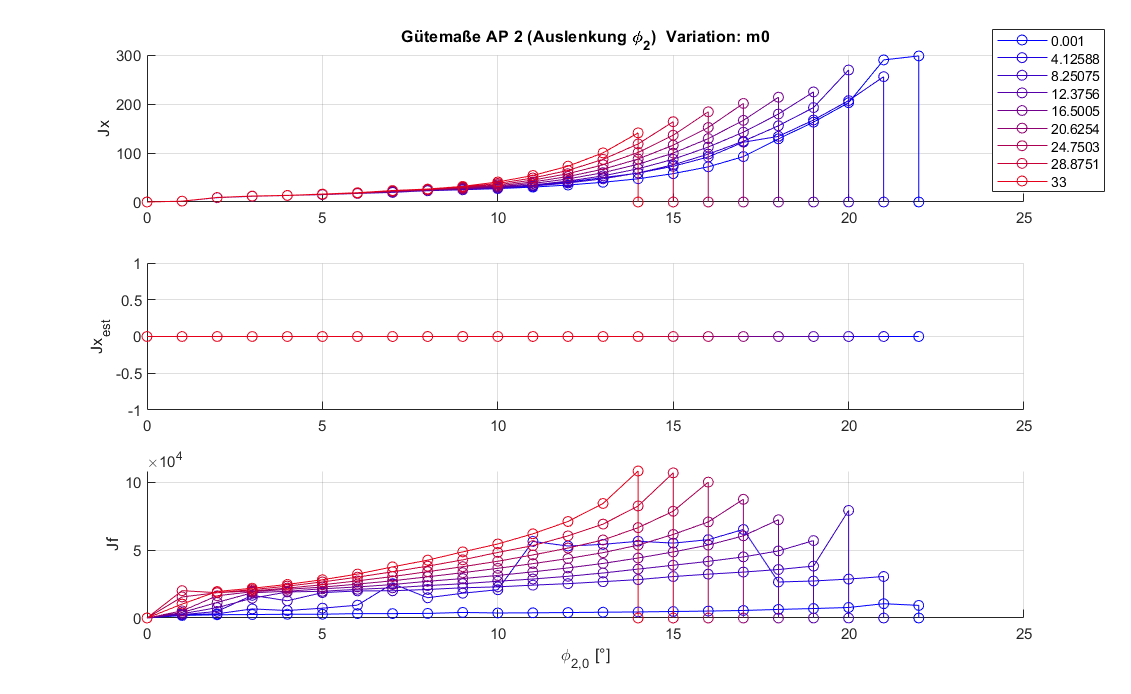 Gütemaße AP 2 (Auslenkung ϕ₂) Variation: m0
300
200
100
0
Jx
0 5 10 15 20 25
0.001
4.12588
8.25075
12.3756
16.5005
20.6254
24.7503
28.8751
33
1
0.5
0
-0.5
-1
Jx_est
0 5 10 15 20 25
×10⁴
10
5
0
Jf
0 5 10 15 20 25
ϕ₂,₀ [°]